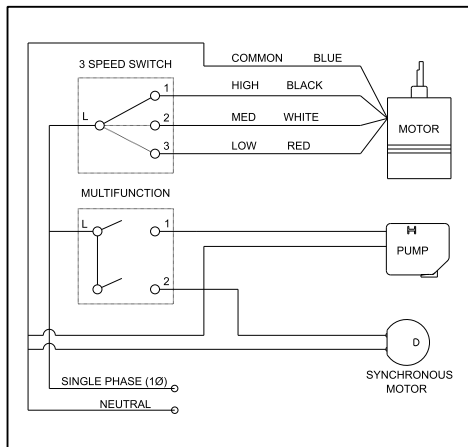 COMMON BLUE
3 SPEED SWITCH
HIGH BLACK
1
L
2
MED WHITE
MOTOR
3
LOW RED
MULTIFUNCTION
L
1
PUMP
2
D
SYNCHRONOUS
MOTOR
SINGLE PHASE (1Ø)
NEUTRAL